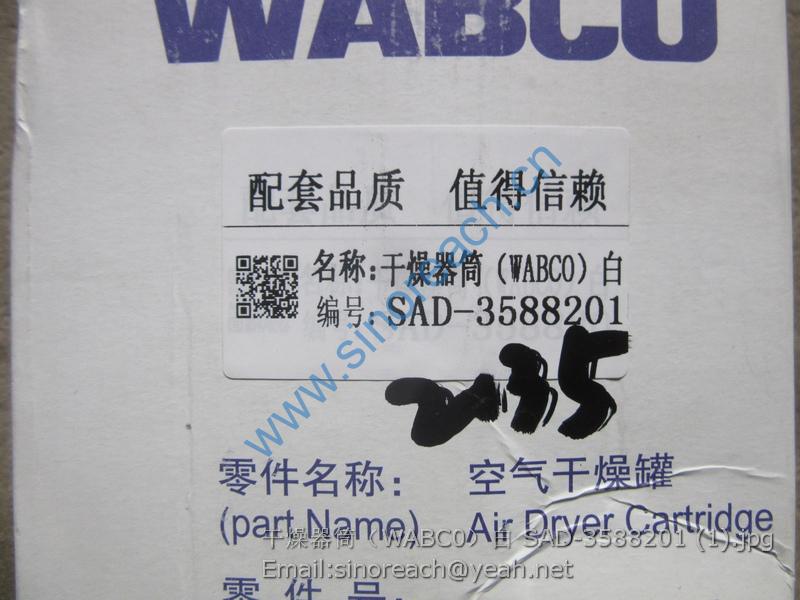 WABCO
配套品质 值得信赖
名称:干燥器筒(WABCO)白
编号:SAD-3588201
www.sinoreach.cn
2135
零件名称: 空气干燥罐
(part Name) Air Dryer Cartridge
干燥器筒（WABCO）白 SAD-3588201 (1).jpg
Email:sinoreach@yeah.net
零 件 号: